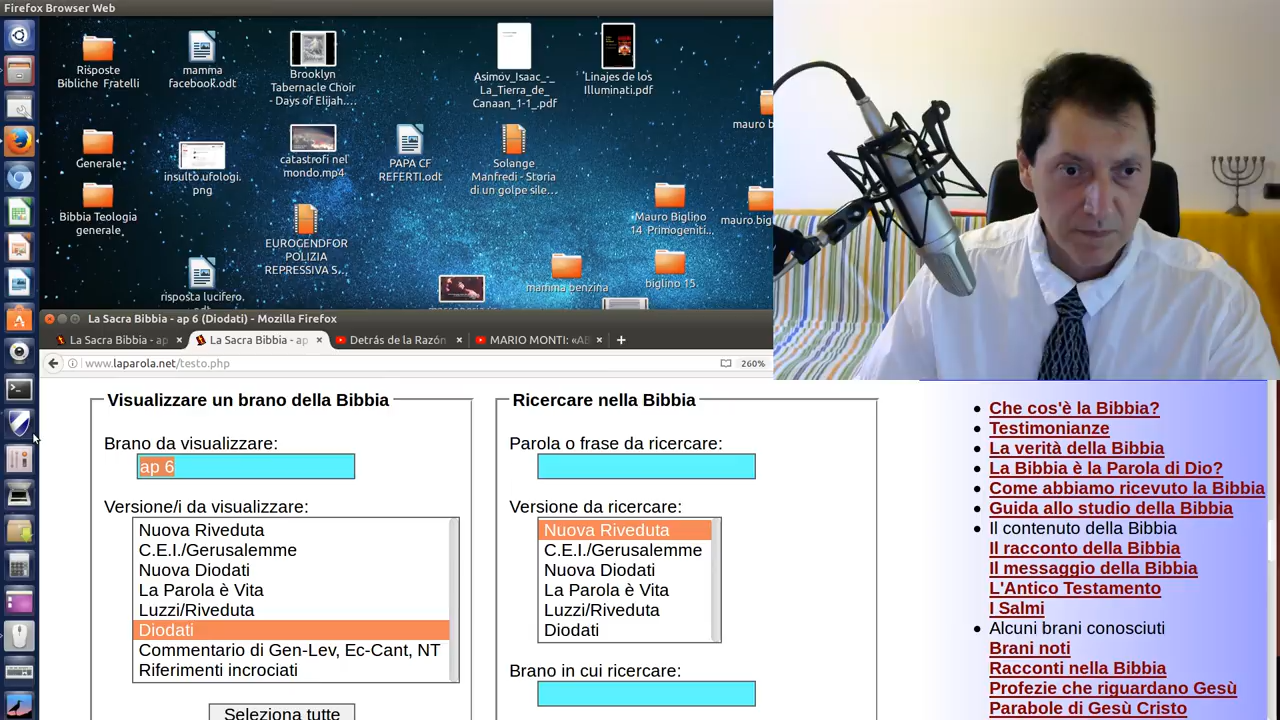 Firefox Browser Web
Risposte
Bibliche Fratelli
mamma
facebook.odt
Brooklyn
Tabernacle Choir
- Days of Elijah....
Asimov_Isaac_-_
La_Tierra_de_
Canaan_1-1_.pdf
Linajes de los
Illuminati.pdf
mauro b
Generale
insulto.ufologi.
png
catastrofi nel
mondo.mp4
PAPA CF
REFERTI.odt
Solange
Manfredi - Storia
di un golpe sile...
Bibbia Teologia
generale
EUROGENDFOR
POLIZIA
REPRESSIVA S...
Mauro Biglino
14 Primogeniti...
mauro.big
risposta lucifero.
mamma benzina
biglino 15.
La Sacra Bibbia - ap 6 (Diodati) - Mozilla Firefox
La Sacra Bibbia - ap
La Sacra Bibbia - ap
Detrás de la Razón
MARIO MONTI: «AB
www.laparola.net/testo.php
260%
Visualizzare un brano della Bibbia
Brano da visualizzare:
ap 6
Versione/i da visualizzare:
Nuova Riveduta
C.E.I./Gerusalemme
Nuova Diodati
La Parola è Vita
Luzzi/Riveduta
Diodati
Commentario di Gen-Lev, Ec-Cant, NT
Riferimenti incrociati
Seleziona tutte
Ricercare nella Bibbia
Parola o frase da ricercare:
Versione da ricercare:
Nuova Riveduta
C.E.I./Gerusalemme
Nuova Diodati
La Parola è Vita
Luzzi/Riveduta
Diodati
Brano in cui ricercare:
Che cos'è la Bibbia?
Testimonianze
La verità della Bibbia
La Bibbia è la Parola di Dio?
Come abbiamo ricevuto la Bibbia
Guida allo studio della Bibbia
Il contenuto della Bibbia
Il racconto della Bibbia
Il messaggio della Bibbia
L'Antico Testamento
I Salmi
Alcuni brani conosciuti
Brani noti
Racconti nella Bibbia
Profezie che riguardano Gesù
Parabole di Gesù Cristo